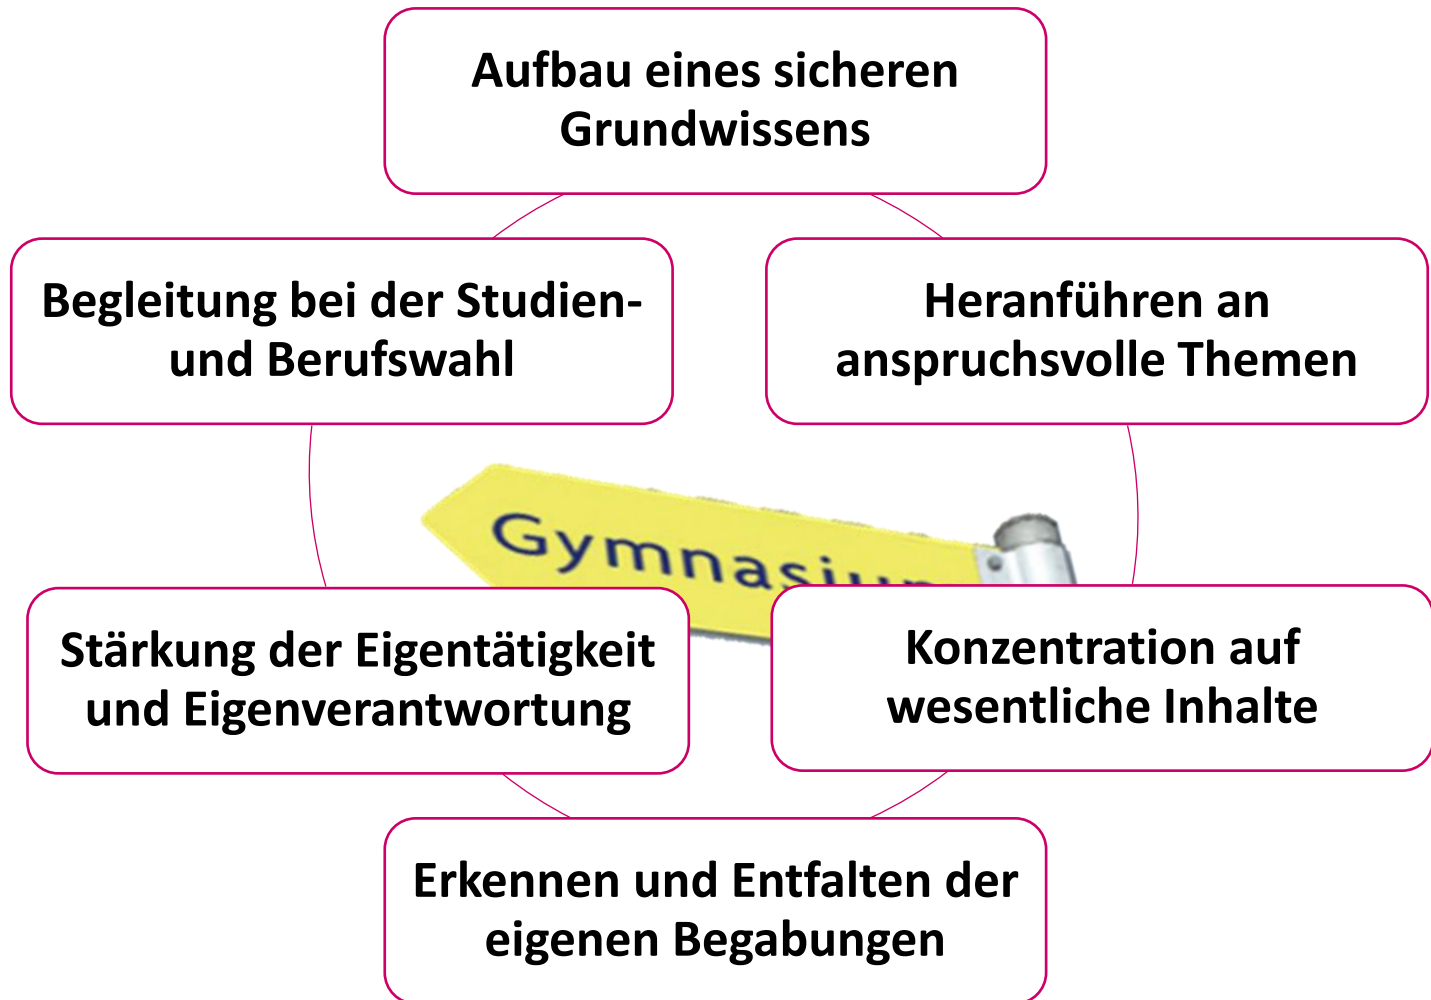 Aufbau eines sicheren
Grundwissens
Begleitung bei der Studien-
und Berufswahl
Heranführen an
anspruchsvolle Themen
Gymnasium
Stärkung der Eigentätigkeit
und Eigenverantwortung
Konzentration auf
wesentliche Inhalte
Erkennen und Entfalten der
eigenen Begabungen